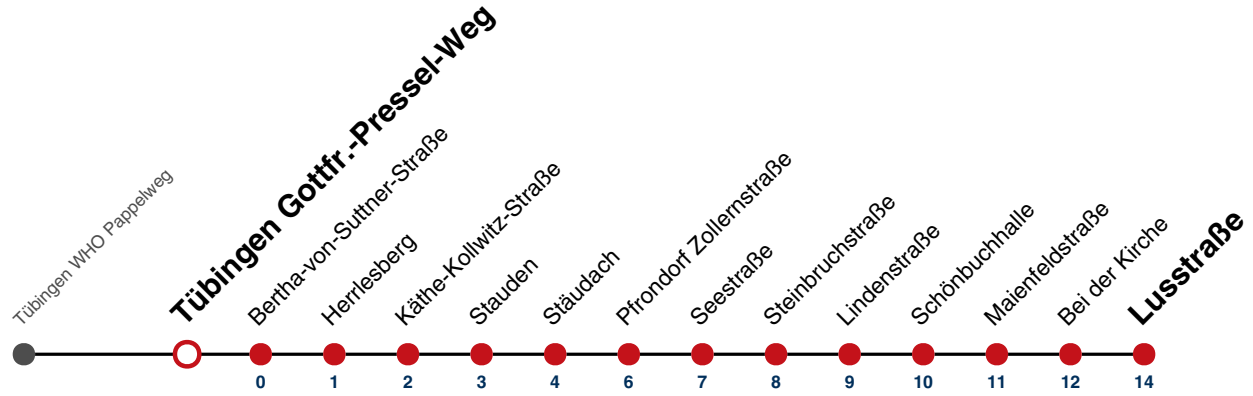 Tübingen WHO Pappelweg
Tübingen Gottfr.-Pressel-Weg
Bertha-von-Suttner-Straße
Herrlesberg
Käthe-Kollwitz-Straße
Stauden
Stäudach
Pfrondorf Zollernstraße
Seestraße
Steinbruchstraße
Lindenstraße
Schönbuchhalle
Maienfeldstraße
Bei der Kirche
Lusstraße
0 1 2 3 4 6 7 8 9 10 11 12 14